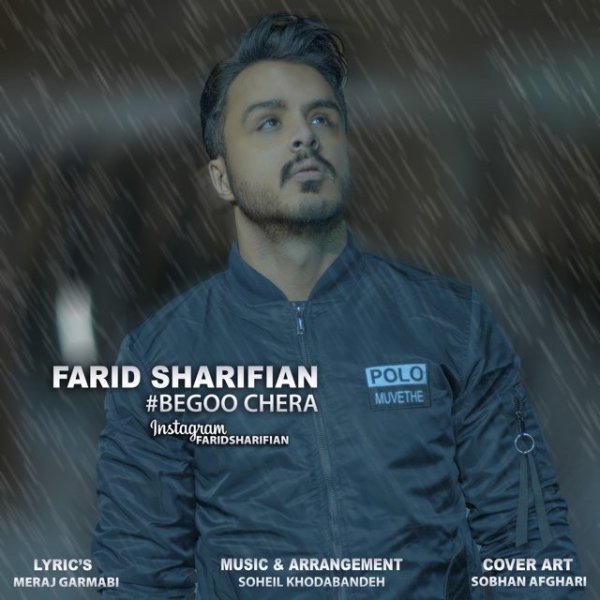 FARID SHARIFIAN
#BEGOO CHERA
Instagram
FARIDSHARIFIAN
POLO
MUVETHE
LYRIC'S
MERAJ GARMABI
MUSIC & ARRANGEMENT
SOHEIL KHODABANDEH
COVER ART
SOBHAN AFGHARI